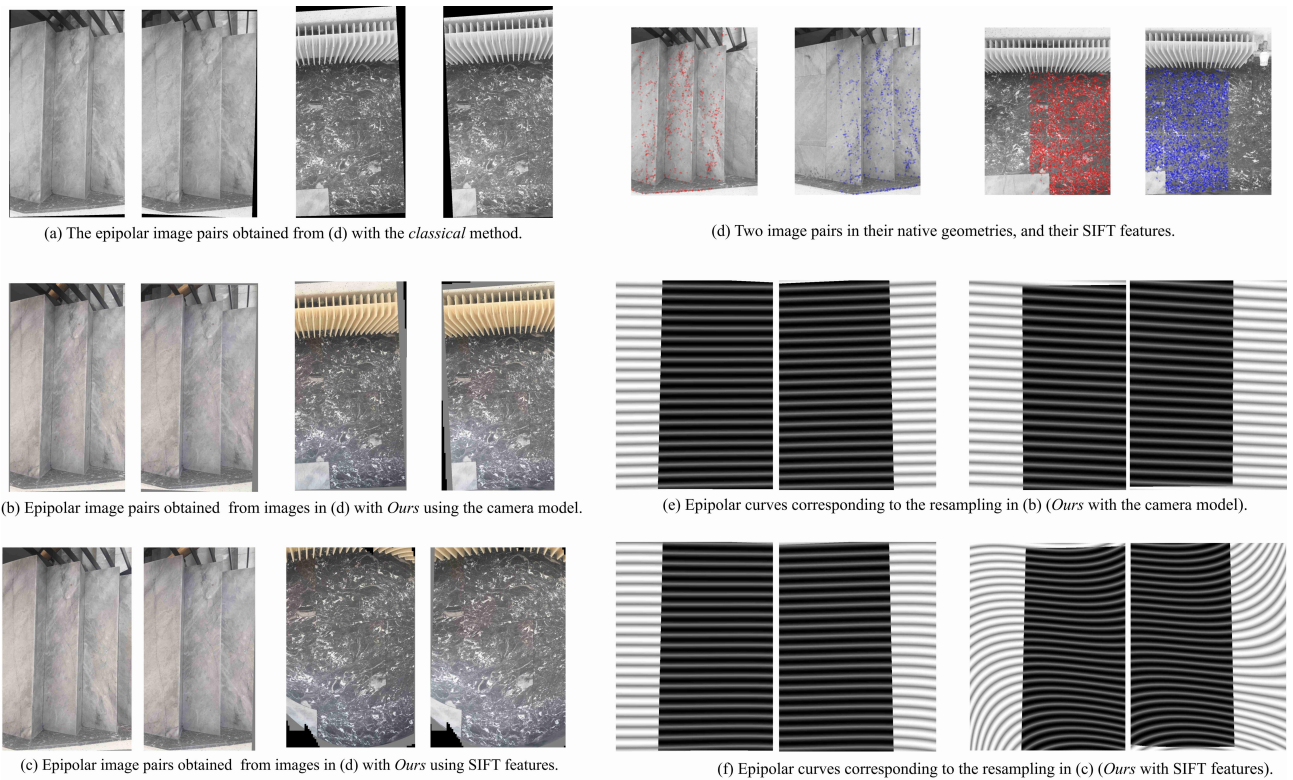 (a) The epipolar image pairs obtained from (d) with the classical method.
(d) Two image pairs in their native geometries, and their SIFT features.
(b) Epipolar image pairs obtained from images in (d) with Ours using the camera model.
(e) Epipolar curves corresponding to the resampling in (b) (Ours with the camera model).
(c) Epipolar image pairs obtained from images in (d) with Ours using SIFT features.
(f) Epipolar curves corresponding to the resampling in (c) (Ours with SIFT features).